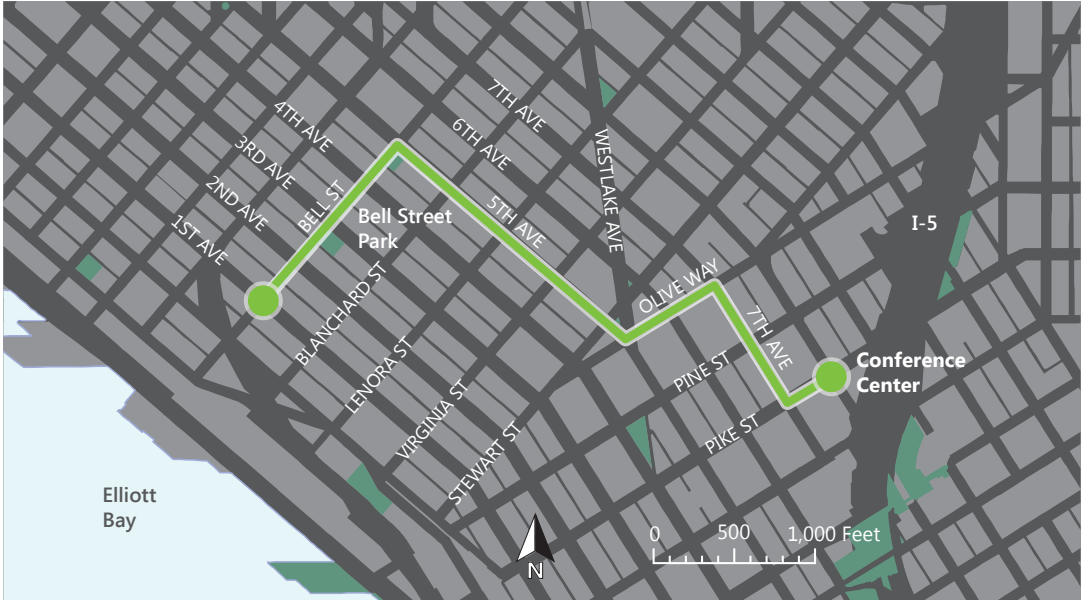 7TH AVE
4TH AVE
6TH AVE
3RD AVE
WESTLAKE AVE
2ND AVE
BELL ST
5TH AVE
Bell Street
Park
1ST AVE
I-5
OLIVE WAY
BLANCHARD ST
7TH AVE
LENORA ST
PINE ST
Conference
Center
VIRGINIA ST
PIKE ST
STEWART ST
Elliott
Bay
0 500 1,000 Feet
N